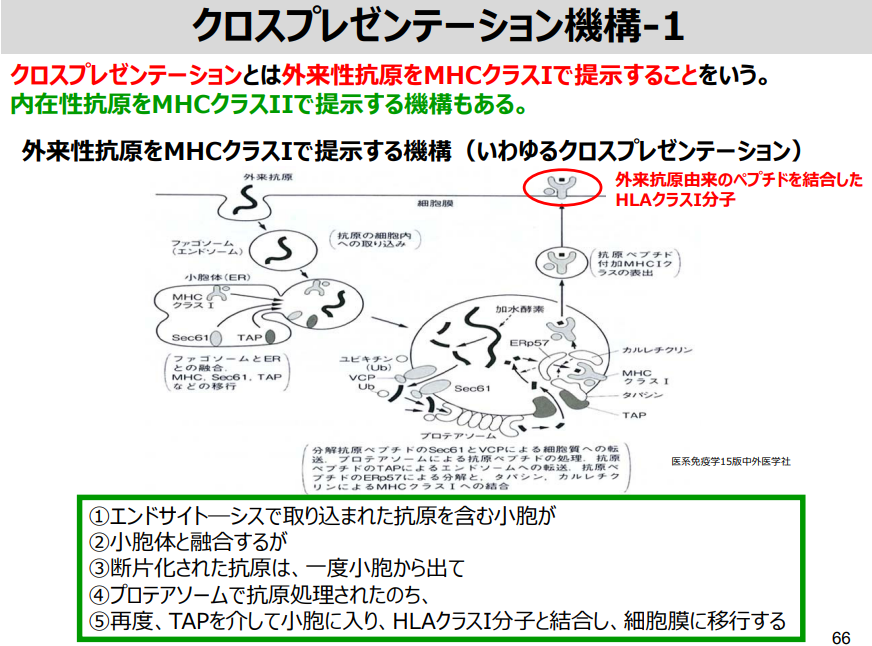 クロスプレゼンテーション機構-1
クロスプレゼンテーションとは外来性抗原をMHCクラスIで提示することをいう。
内在性抗原をMHCクラスIIで提示する機構もある。
外来性抗原をMHCクラスIで提示する機構（いわゆるクロスプレゼンテーション）
外来抗原
細胞膜
外来抗原由来のペプチドを結合した
HLAクラスI分子
ファゴソーム
(エンドソーム)
抗原の細胞内
への取り込み
抗原ペプチド
付加MHCIク
ラスの表出
小胞体(ER)
MHC
クラス I
Sec61
TAP
ファゴソームとER
との融合.
MHC, Sec61, TAP
などの移行
加水酵素
ERp57
カルレチクリン
ユビキチン
(Ub)
VCP
Ub
Sec61
MHC
クラス I
タパシン
TAP
プロテアソーム
分解抗原ペプチドのSec61とVCPによる細胞質への転
送. プロテアソームによる抗原ペプチドの処理. 抗原
ペプチドのTAPによるエンドソームへの転送. 抗原ペ
プチドのERp57による分解と, タパシン, カルレチク
リンによるMHCクラス I への結合
医系免疫学15版中外医学社
①エンドサイト―シスで取り込まれた抗原を含む小胞が
②小胞体と融合するが
③断片化された抗原は、一度小胞から出て
④プロテアソームで抗原処理されたのち、
⑤再度、TAPを介して小胞に入り、HLAクラスI分子と結合し、細胞膜に移行する
66